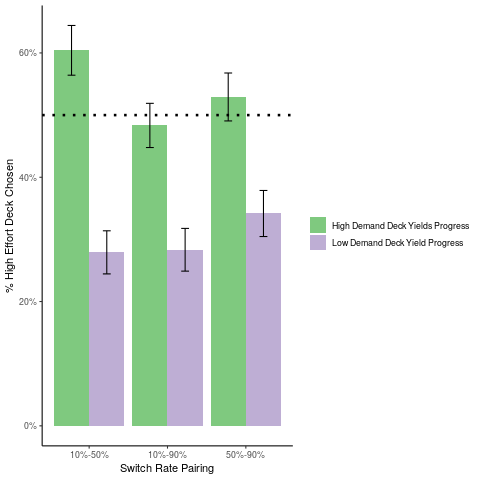 % High Effort Deck Chosen
60%
40%
20%
0%
10%-50%
10%-90%
50%-90%
Switch Rate Pairing
High Demand Deck Yields Progress
Low Demand Deck Yield Progress